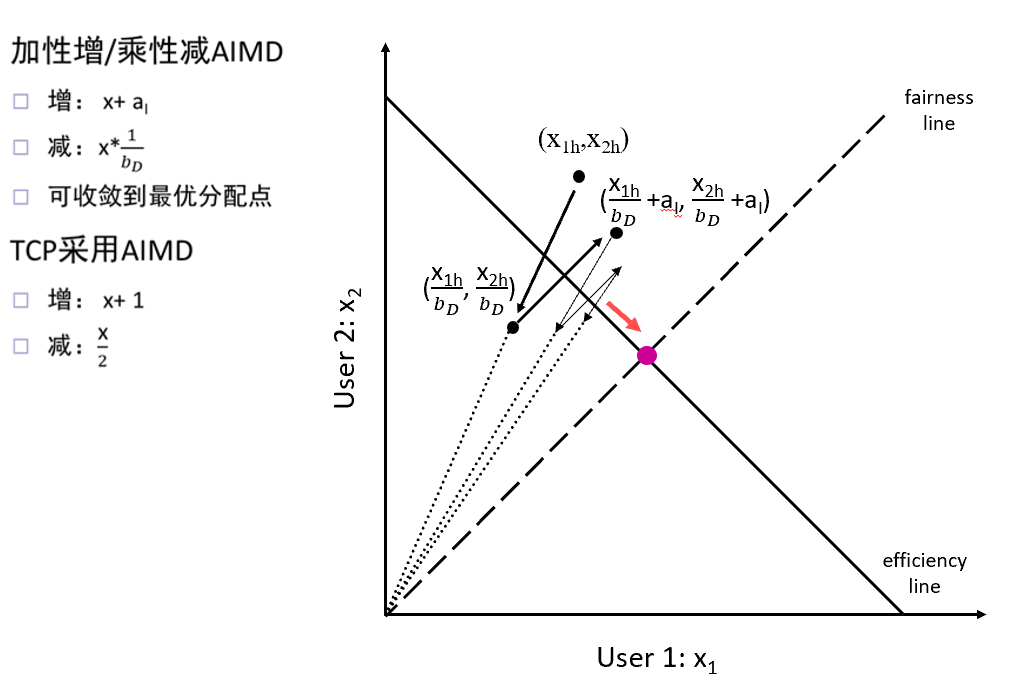 加性增/乘性减AIMD
增： x+ a_I
减：x*\frac{1}{b_D}
可收敛到最优分配点
TCP采用AIMD
增： x+ 1
减：\frac{x}{2}
fairness
line
(x_{1h},x_{2h})
(\frac{x_{1h}}{b_D} +a_I, \frac{x_{2h}}{b_D} +a_I)
(\frac{x_{1h}}{b_D}, \frac{x_{2h}}{b_D})
User 2: x_2
efficiency
line
User 1: x_1